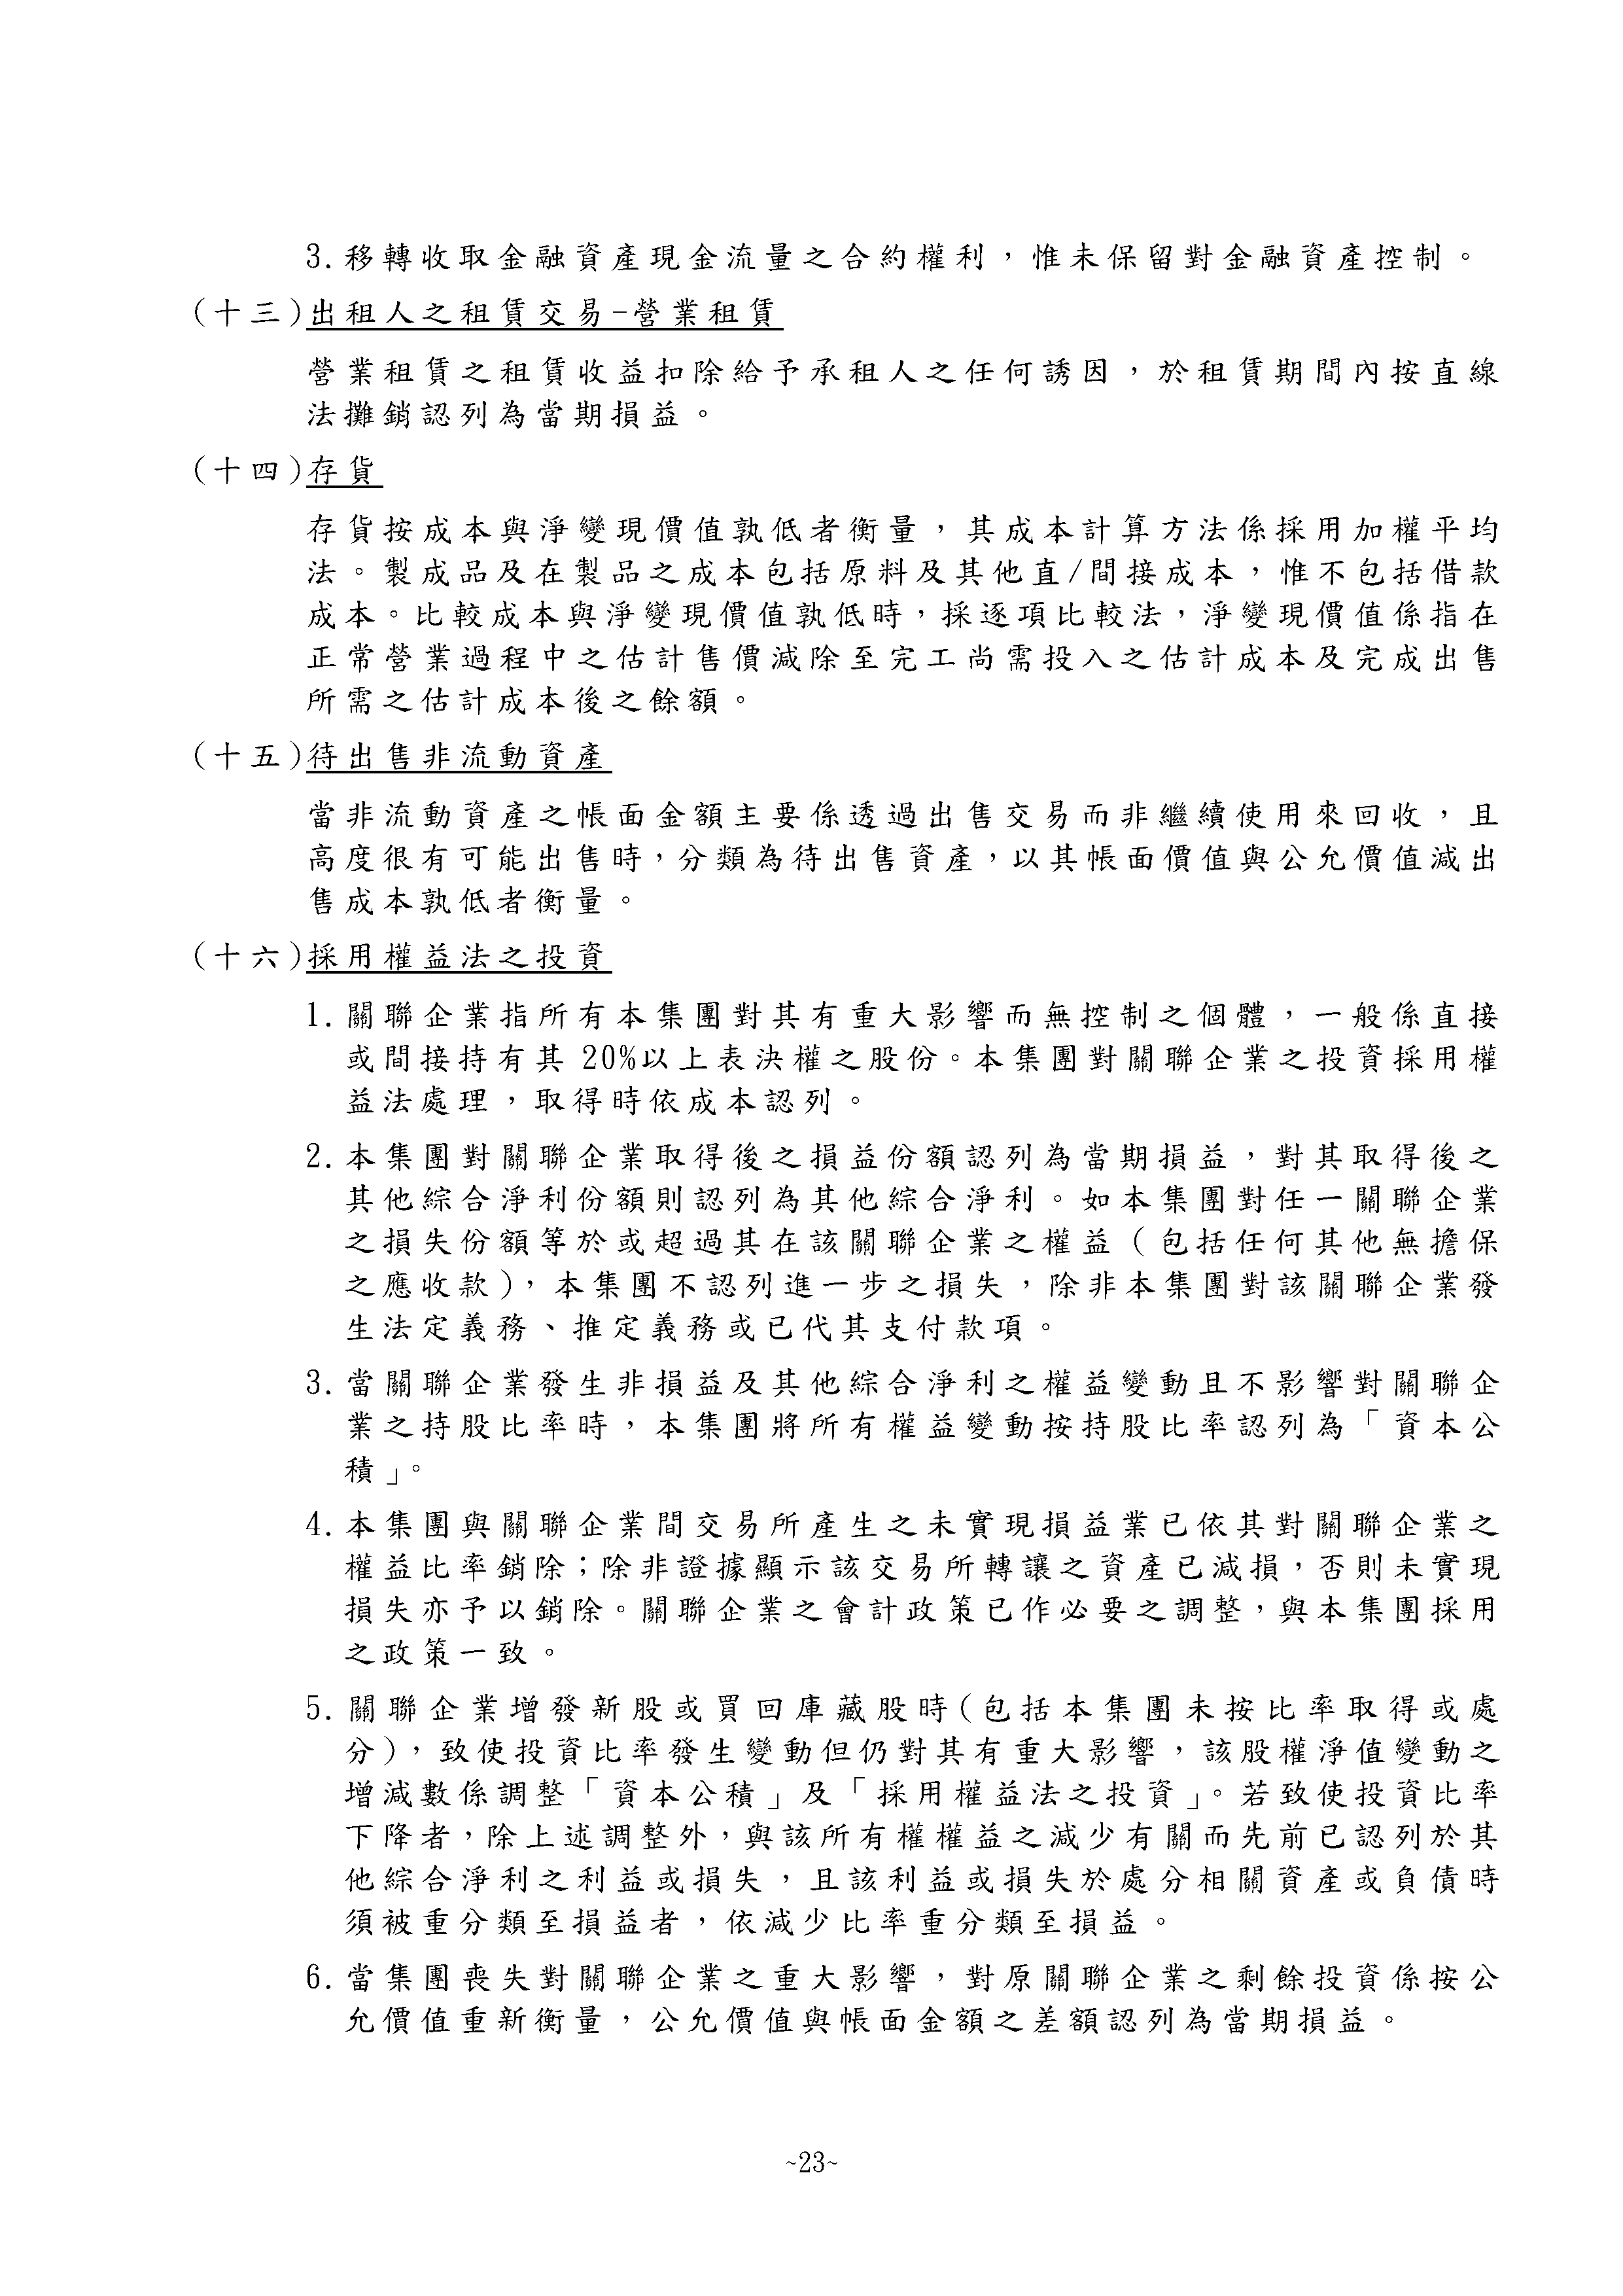 3. 移轉收取金融資產現金流量之合約權利，惟未保留對金融資產控制。
(十三)出租人之租賃交易-營業租賃
營業租賃之租賃收益扣除給予承租人之任何誘因，於租賃期間內按直線
法攤銷認列為當期損益。
(十四)存貨
存貨按成本與淨變現價值孰低者衡量，其成本計算方法係採用加權平均
法。製成品及在製品之成本包括原料及其他直/間接成本，惟不包括借款
成本。比較成本與淨變現價值孰低時，採逐項比較法，淨變現價值係指在
正常營業過程中之估計售價減除至完工尚需投入之估計成本及完成出售
所需之估計成本後之餘額。
(十五)待出售非流動資產
當非流動資產之帳面金額主要係透過出售交易而非繼續使用來回收，且
高度很有可能出售時，分類為待出售資產，以其帳面價值與公允價值減出
售成本孰低者衡量。
(十六)採用權益法之投資
1. 關聯企業指所有本集團對其有重大影響而無控制之個體，一般係直接
或間接持有其 20%以上表決權之股份。本集團對關聯企業之投資採用權
益法處理，取得時依成本認列。
2. 本集團對關聯企業取得後之損益份額認列為當期損益，對其取得後之
其他綜合淨利份額則認列為其他綜合淨利。如本集團對任一關聯企業
之損失份額等於或超過其在該關聯企業之權益（包括任何其他無擔保
之應收款），本集團不認列進一步之損失，除非本集團對該關聯企業發
生法定義務、推定義務或已代其支付款項。
3. 當關聯企業發生非損益及其他綜合淨利之權益變動且不影響對關聯企
業之持股比率時，本集團將所有權益變動按持股比率認列為「資本公
積」。
4. 本集團與關聯企業間交易所產生之未實現損益業已依其對關聯企業之
權益比率銷除；除非證據顯示該交易所轉讓之資產已減損，否則未實現
損失亦予以銷除。關聯企業之會計政策已作必要之調整，與本集團採用
之政策一致。
5. 關聯企業增發新股或買回庫藏股時(包括本集團未按比率取得或處
分)，致使投資比率發生變動但仍對其有重大影響，該股權淨值變動之
增減數係調整「資本公積」及「採用權益法之投資」。若致使投資比率
下降者，除上述調整外，與該所有權權益之減少有關而先前已認列於其
他綜合淨利之利益或損失，且該利益或損失於處分相關資產或負債時
須被重分類至損益者，依減少比率重分類至損益。
6. 當集團喪失對關聯企業之重大影響，對原關聯企業之剩餘投資係按公
允價值重新衡量，公允價值與帳面金額之差額認列為當期損益。
~23~